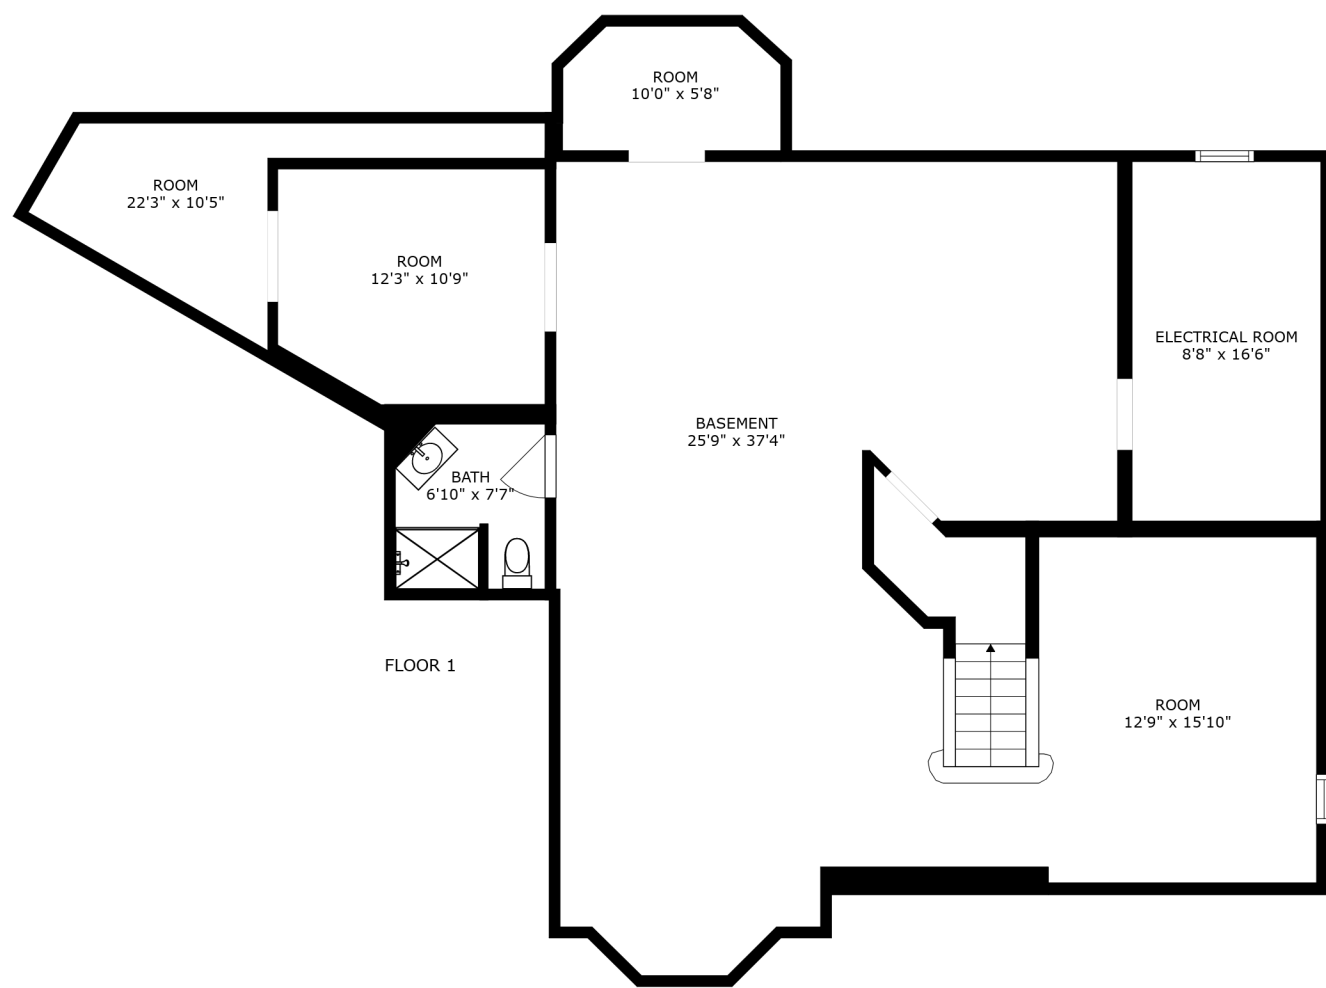 ROOM
10'0" x 5'8"
ROOM
22'3" x 10'5"
ROOM
12'3" x 10'9"
ELECTRICAL ROOM
8'8" x 16'6"
BASEMENT
25'9" x 37'4"
BATH
6'10" x 7'7"
FLOOR 1
ROOM
12'9" x 15'10"